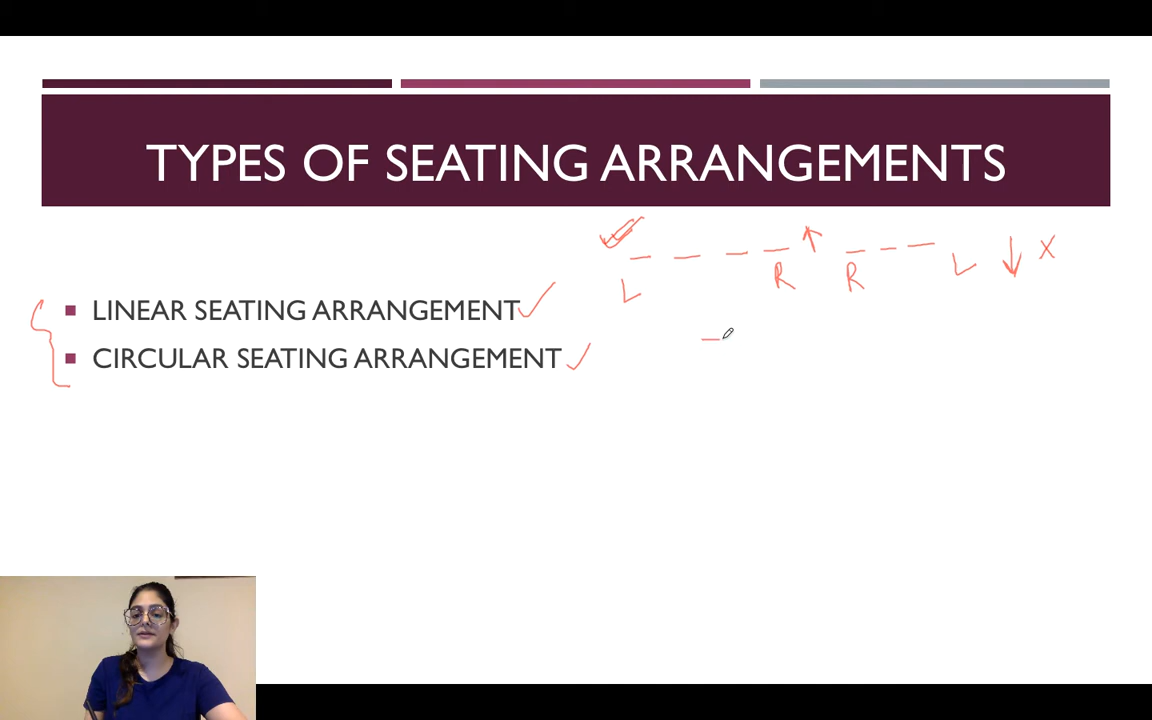 TYPES OF SEATING ARRANGEMENTS
L R R L X
LINEAR SEATING ARRANGEMENT
CIRCULAR SEATING ARRANGEMENT